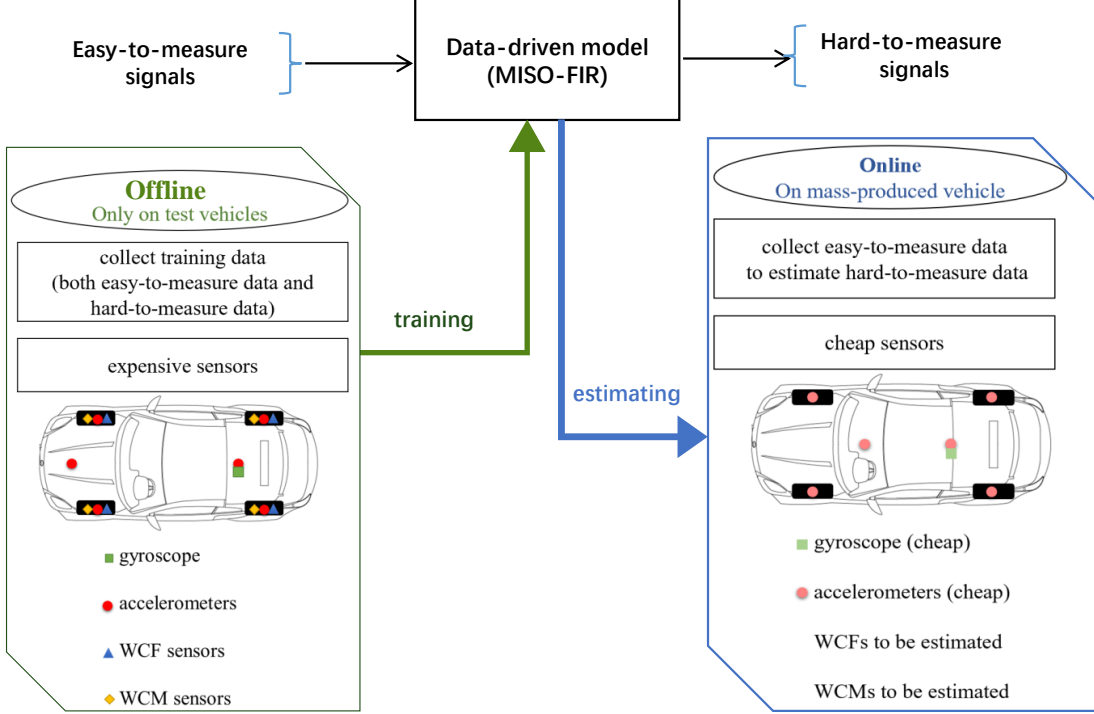 Easy-to-measure
signals
Data-driven model
(MISO-FIR)
Hard-to-measure
signals
Offline
Only on test vehicles
collect training data
(both easy-to-measure data and
hard-to-measure data)
expensive sensors
gyroscope
accelerometers
WCF sensors
WCM sensors
training
estimating
Online
On mass-produced vehicle
collect easy-to-measure data
to estimate hard-to-measure data
cheap sensors
gyroscope (cheap)
accelerometers (cheap)
WCFs to be estimated
WCMs to be estimated